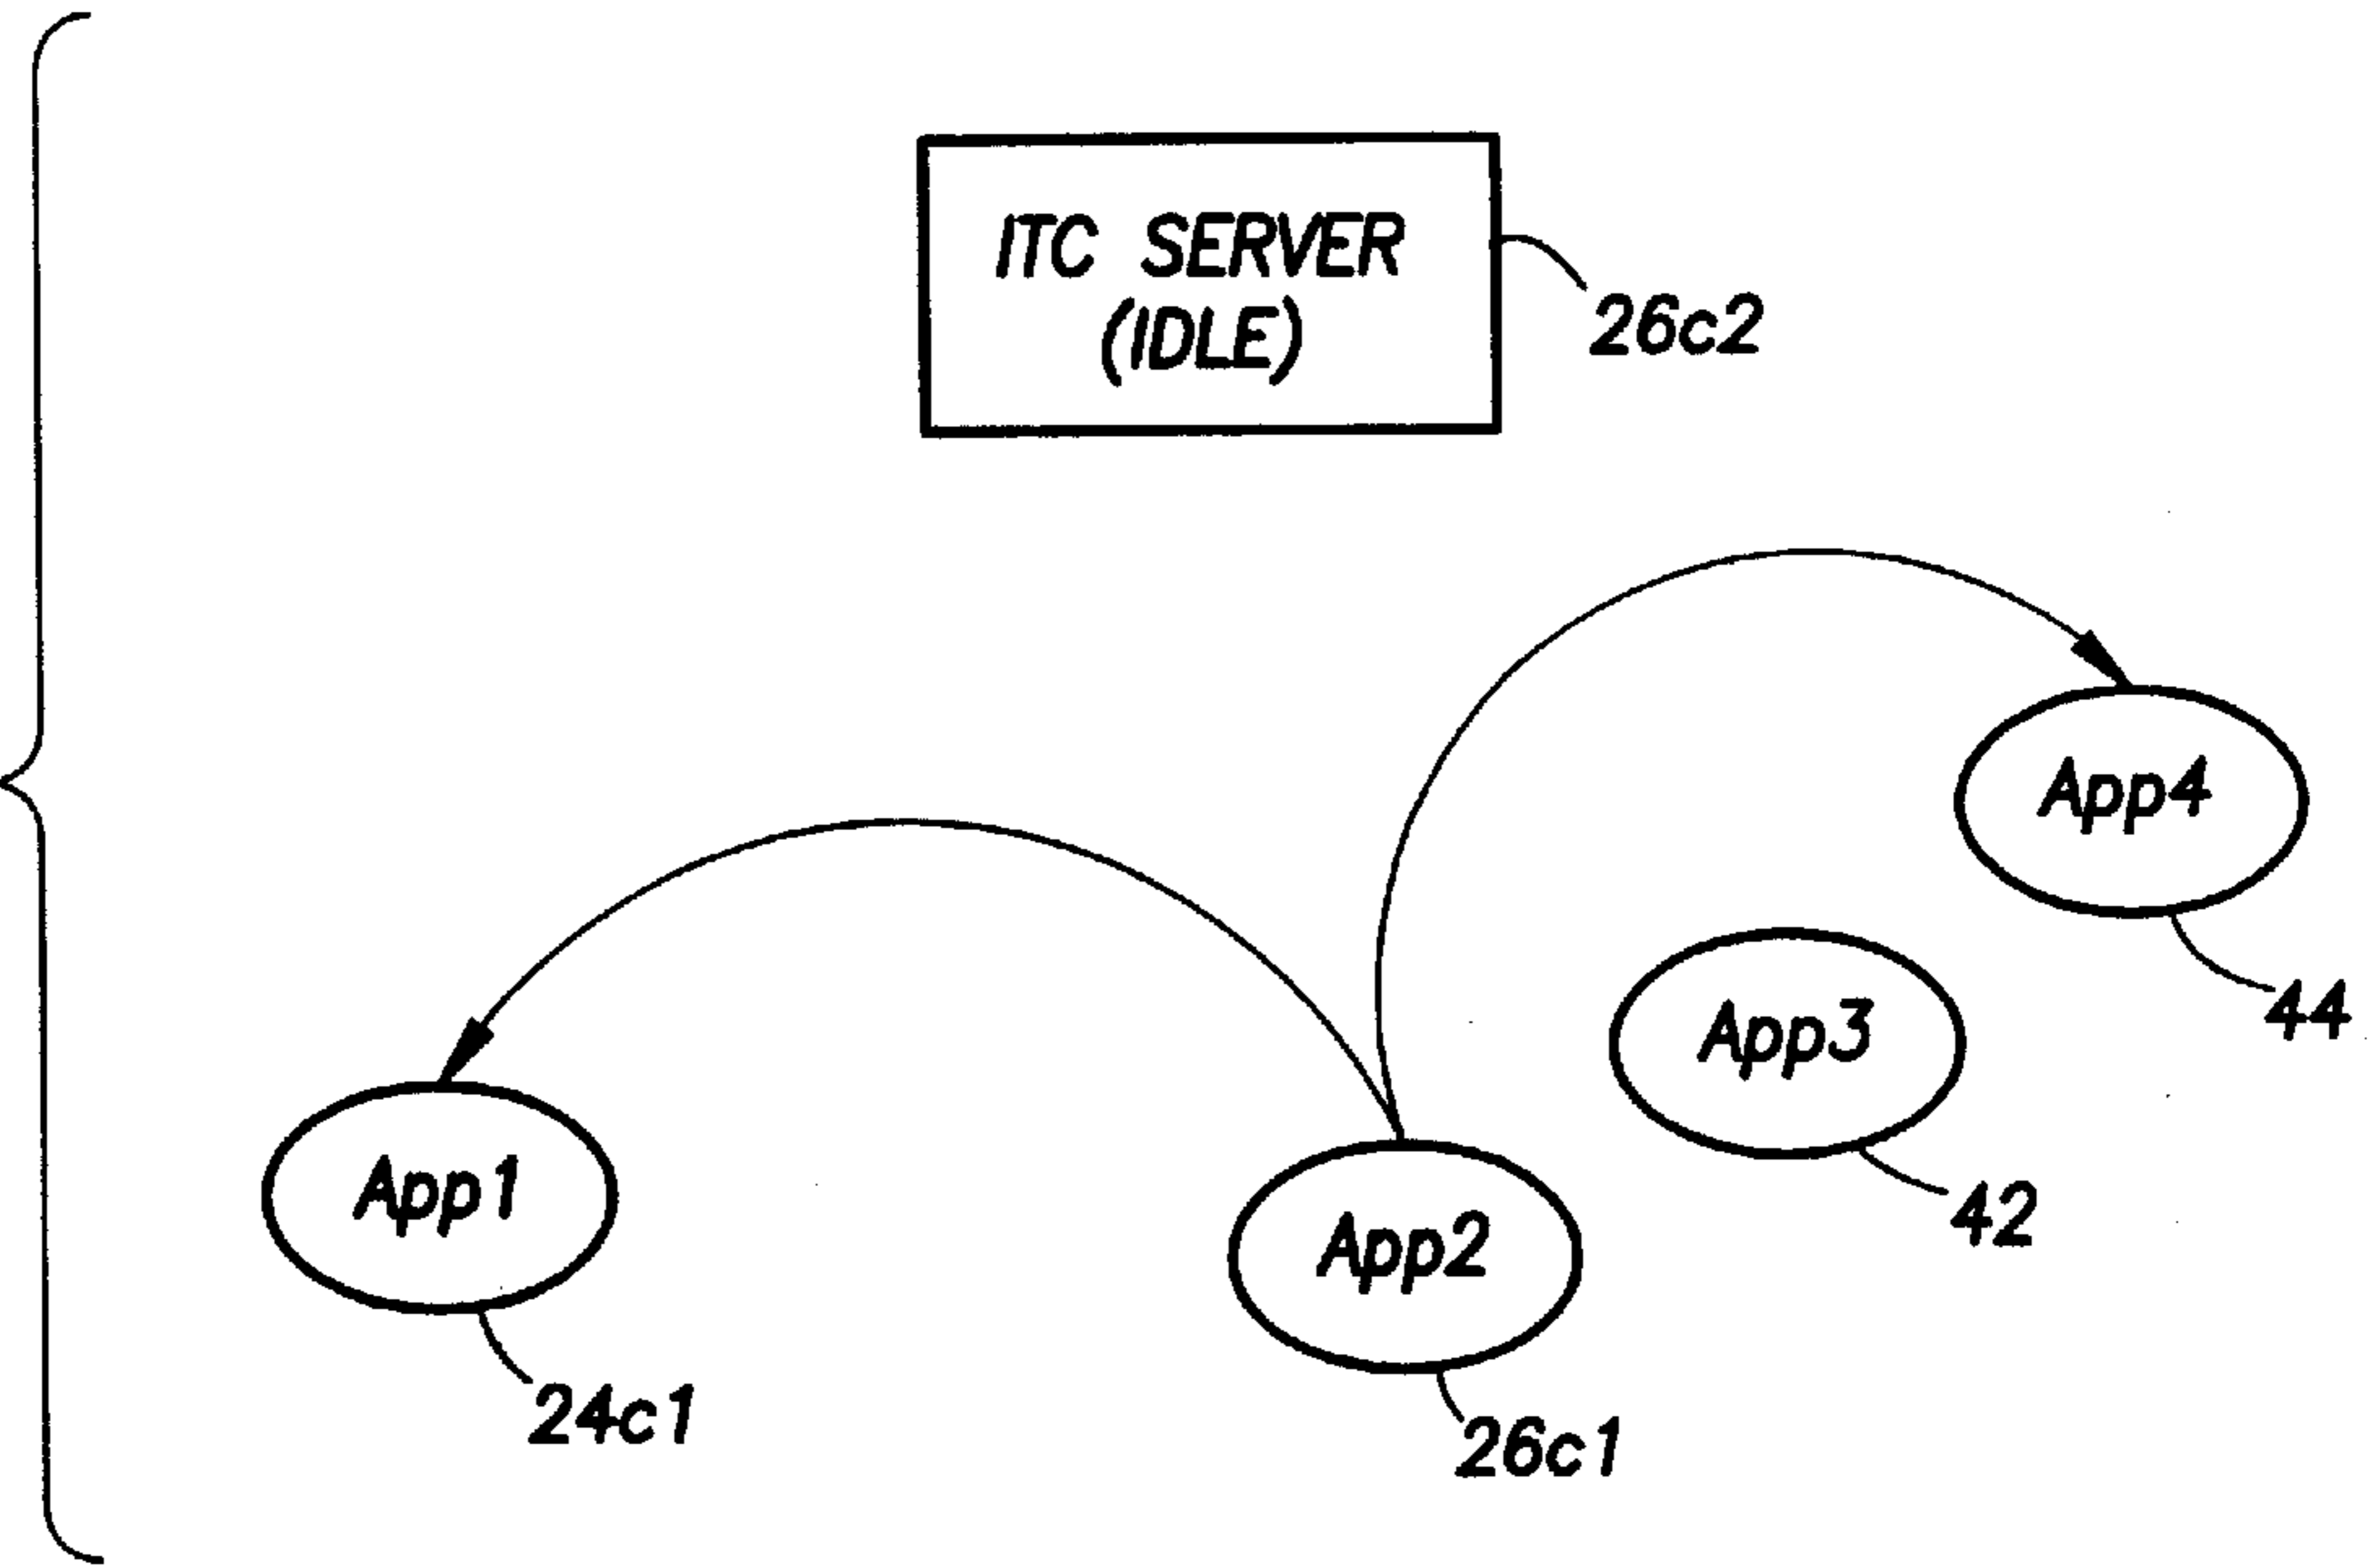 ITC SERVER
(IDLE)
26c2
App4
44
App3
42
App1
24c1
App2
26c1